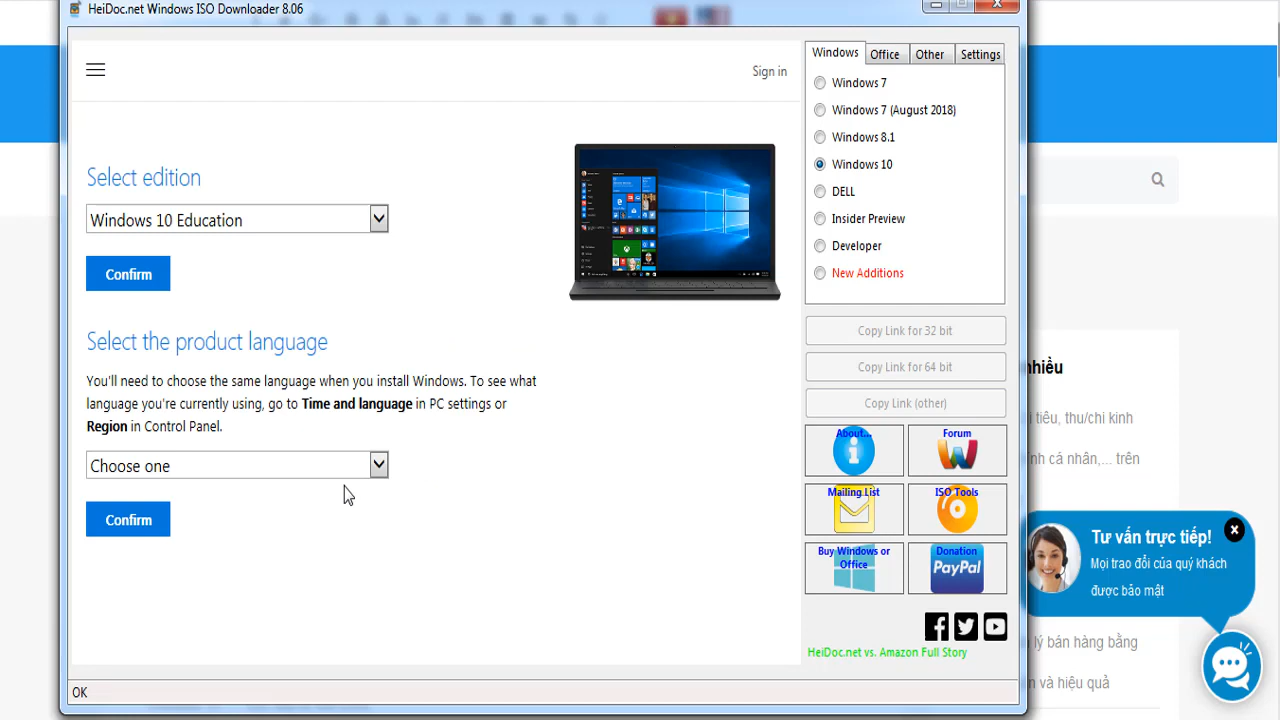 HeiDoc.net Windows ISO Downloader 8.06
Sign in
Select edition
Windows 10 Education
Confirm
Select the product language
You'll need to choose the same language when you install Windows. To see what
language you're currently using, go to Time and language in PC settings or
Region in Control Panel.
Choose one
Confirm
OK
Windows
Office
Other
Settings
Windows 7
Windows 7 (August 2018)
Windows 8.1
Windows 10
DELL
Insider Preview
Developer
New Additions
Copy Link for 32 bit
Copy Link for 64 bit
Copy Link (other)
About...
Forum
Mailing List
ISO Tools
Buy Windows or
Office
Donation
PayPal
HeiDoc.net vs. Amazon Full Story
nhiều
i tiêu, thu/chi kinh
nh cá nhân,... trên
Tư vấn trực tiếp!
Mọi trao đổi của quý khách
được bảo mật
lý bán hàng bằng
n và hiệu quả